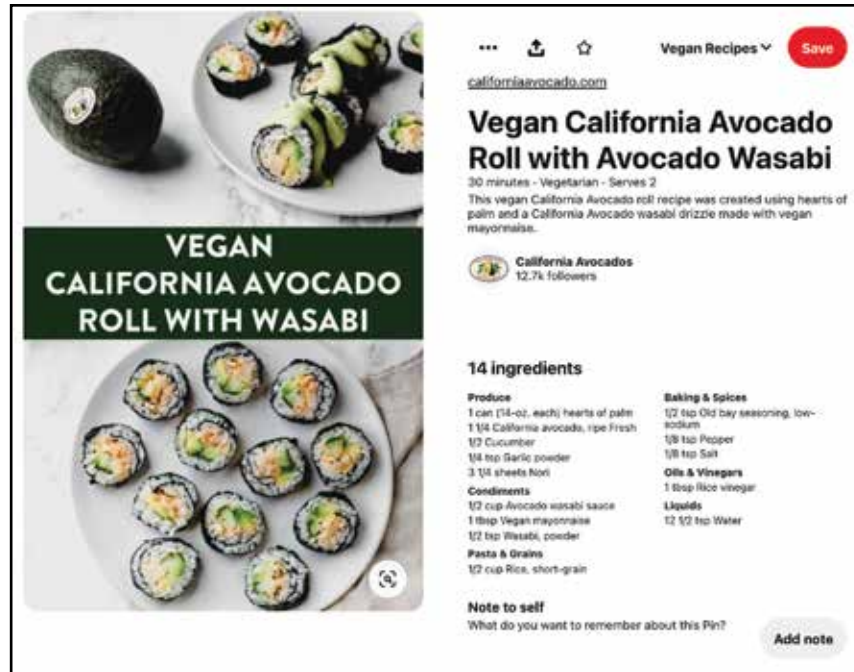 VEGAN
CALIFORNIA AVOCADO
ROLL WITH WASABI
Vegan Recipes
Save
californiaavocado.com
Vegan California Avocado
Roll with Avocado Wasabi
30 minutes - Vegetarian - Serves 2
This vegan California Avocado roll recipe was created using hearts of
palm and a California Avocado wasabi drizzle made with vegan
mayonnaise.
California Avocados
12.7k followers
14 ingredients
Produce
1 can (14-oz. each) hearts of palm
1 1/4 California avocado, ripe Fresh
1/2 Cucumber
1/4 tsp Garlic powder
3 1/4 sheets Nori
Condiments
1/2 cup Avocado wasabi sauce
1 tbsp Vegan mayonnaise
1/2 tsp Wasabi, powder
Pasta & Grains
1/2 cup Rice, short-grain
Baking & Spices
1/2 tsp Old bay seasoning, low-
sodium
1/8 tsp Pepper
1/8 tsp Salt
Oils & Vinegars
1 tbsp Rice vinegar
Liquids
12 1/2 tsp Water
Note to self
What do you want to remember about this Pin?
Add note